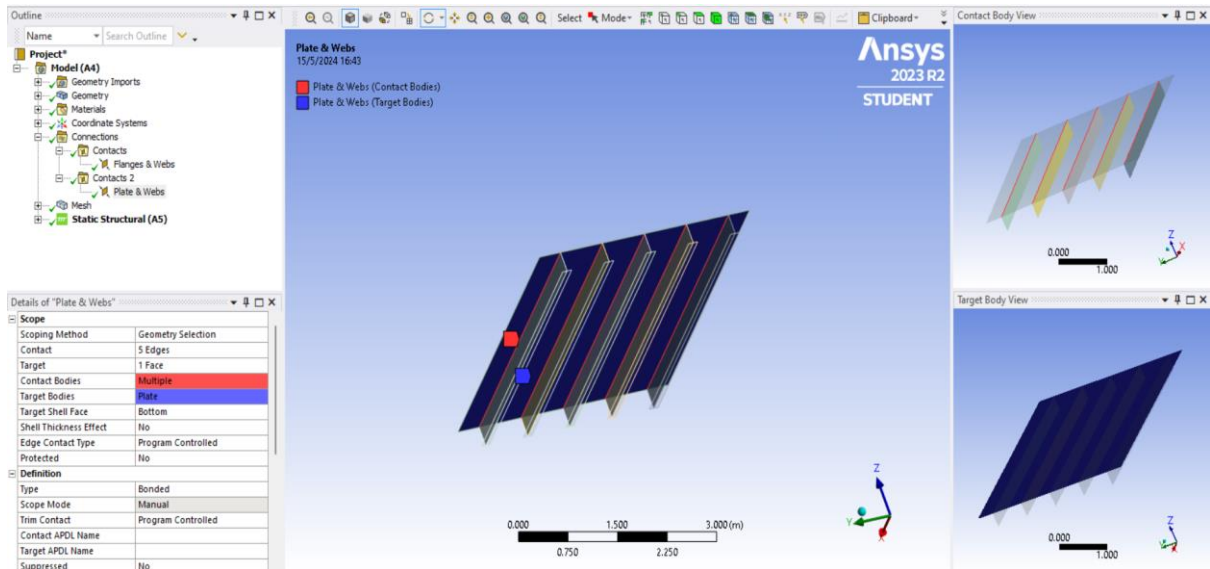 Outline
Name
Search Outline
Project*
Model (A4)
Geometry Imports
Geometry
Materials
Coordinate Systems
Connections
Contacts
Flanges & Webs
Contacts 2
Plate & Webs
Mesh
Static Structural (A5)
Details of "Plate & Webs"
Scope
Scoping Method Geometry Selection
Contact 5 Edges
Target 1 Face
Contact Bodies Multiple
Target Bodies Plate
Target Shell Face Bottom
Shell Thickness Effect No
Edge Contact Type Program Controlled
Protected No
Definition
Type Bonded
Scope Mode Manual
Trim Contact Program Controlled
Contact APDL Name
Target APDL Name
Suppressed No
Select Mode Clipboard
Plate & Webs
15/5/2024 16:43
Plate & Webs (Contact Bodies)
Plate & Webs (Target Bodies)
Ansys
2023 R2
STUDENT
Z
Y
X
0.000 1.500 3.000 (m)
0.750 2.250
Contact Body View
0.000
1.000
Z
X
Y
Target Body View
0.000
1.000
Z
Y
X